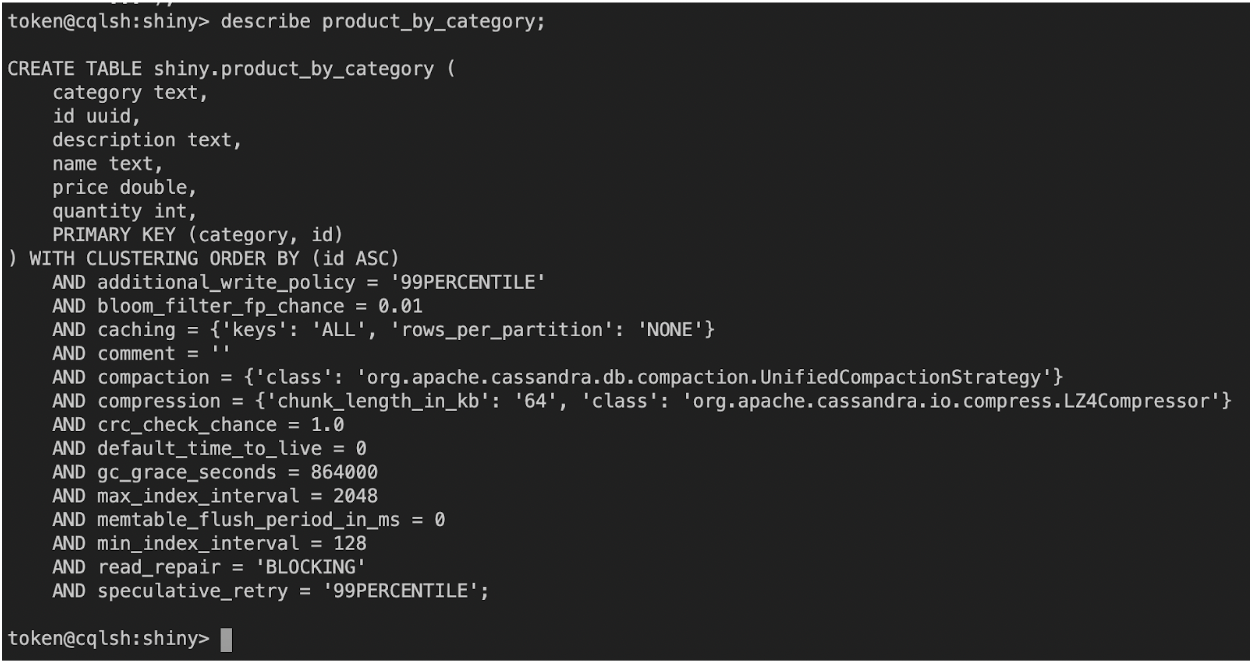 token@cqlsh:shiny> describe product_by_category;
CREATE TABLE shiny.product_by_category (
    category text,
    id uuid,
    description text,
    name text,
    price double,
    quantity int,
    PRIMARY KEY (category, id)
) WITH CLUSTERING ORDER BY (id ASC)
    AND additional_write_policy = '99PERCENTILE'
    AND bloom_filter_fp_chance = 0.01
    AND caching = {'keys': 'ALL', 'rows_per_partition': 'NONE'}
    AND comment = ''
    AND compaction = {'class': 'org.apache.cassandra.db.compaction.UnifiedCompactionStrategy'}
    AND compression = {'chunk_length_in_kb': '64', 'class': 'org.apache.cassandra.io.compress.LZ4Compressor'}
    AND crc_check_chance = 1.0
    AND default_time_to_live = 0
    AND gc_grace_seconds = 864000
    AND max_index_interval = 2048
    AND memtable_flush_period_in_ms = 0
    AND min_index_interval = 128
    AND read_repair = 'BLOCKING'
    AND speculative_retry = '99PERCENTILE';
token@cqlsh:shiny>